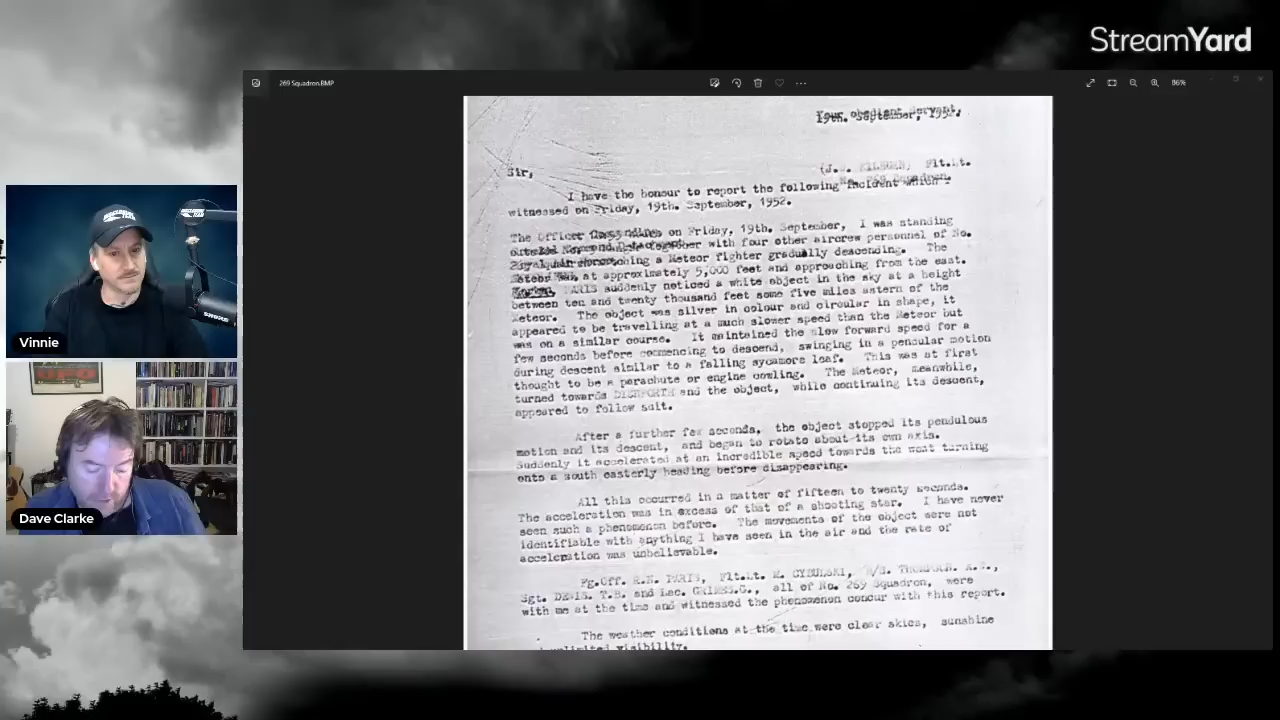 StreamYard
269 Squadron.BMP
86%
Your obedient Servant,
19th. September, 195
Sir,
Flt.Lt.
I have the honour to report the following incident which
witnessed on Friday, 19th. September, 1952.
The Officer on Friday, 19th. September, I was standing
with four other aircrew personnel of No.
a Meteor fighter gradually descending. The
at approximately 5,000 feet and approaching from the east.
PARIS suddenly noticed a white object in the sky at a height
between ten and twenty thousand feet some five miles astern of the
Meteor. The object was silver in colour and circular in shape, it
appeared to be travelling at a much slower speed than the Meteor but
was on a similar course. It maintained the slow forward speed for a
few seconds before commencing to descend, swinging in a pendular motion
during descent similar to a falling sycamore leaf. This was at first
thought to be a parachute or engine cowling. The Meteor, meanwhile,
turned towards DISHFORTH and the object, while continuing its descent,
appeared to follow suit.
After a further few seconds, the object stopped its pendulous
motion and its descent, and began to rotate about its own axis.
Suddenly it accelerated at an incredible speed towards the west turning
onto a south easterly heading before disappearing.
All this occurred in a matter of fifteen to twenty seconds.
The acceleration was in excess of that of a shooting star. I have never
seen such a phenomenon before. The movements of the object were not
identifiable with anything I have seen in the air and the rate of
acceleration was unbelievable.
Fg.Off. R.N. PARIS, Flt.Lt. M. CYBULSKI,
Sgt. T.B. and Lac. GRIMES.G., all of No. 269 Squadron, were
with me at the time and witnessed the phenomenon concur with this report.
The weather conditions at the time were clear skies, sunshine
unlimited visibility.
Vinnie
SHURE
UFO
Dave Clarke